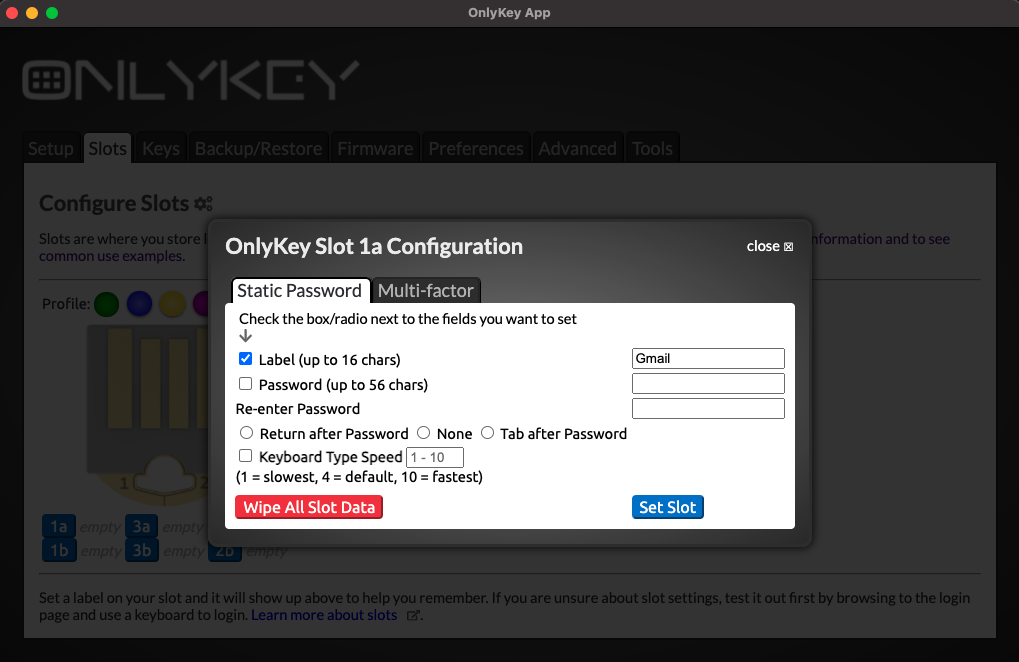 OnlyKey App
ONLYKEY
Setup Slots Keys Backup/Restore Firmware Preferences Advanced Tools
Configure Slots
Slots are where you store
nformation and to see
common use examples.
OnlyKey Slot 1a Configuration
close
Profile:
Static Password Multi-factor
Check the box/radio next to the fields you want to set
Label (up to 16 chars) Gmail
Password (up to 56 chars)
Re-enter Password
Return after Password None Tab after Password
Keyboard Type Speed 1 - 10
(1 = slowest, 4 = default, 10 = fastest)
Wipe All Slot Data Set Slot
1 2
1a empty 3a empty
1b empty 3b empty 2b empty
Set a label on your slot and it will show up above to help you remember. If you are unsure about slot settings, test it out first by browsing to the login
page and use a keyboard to login. Learn more about slots .